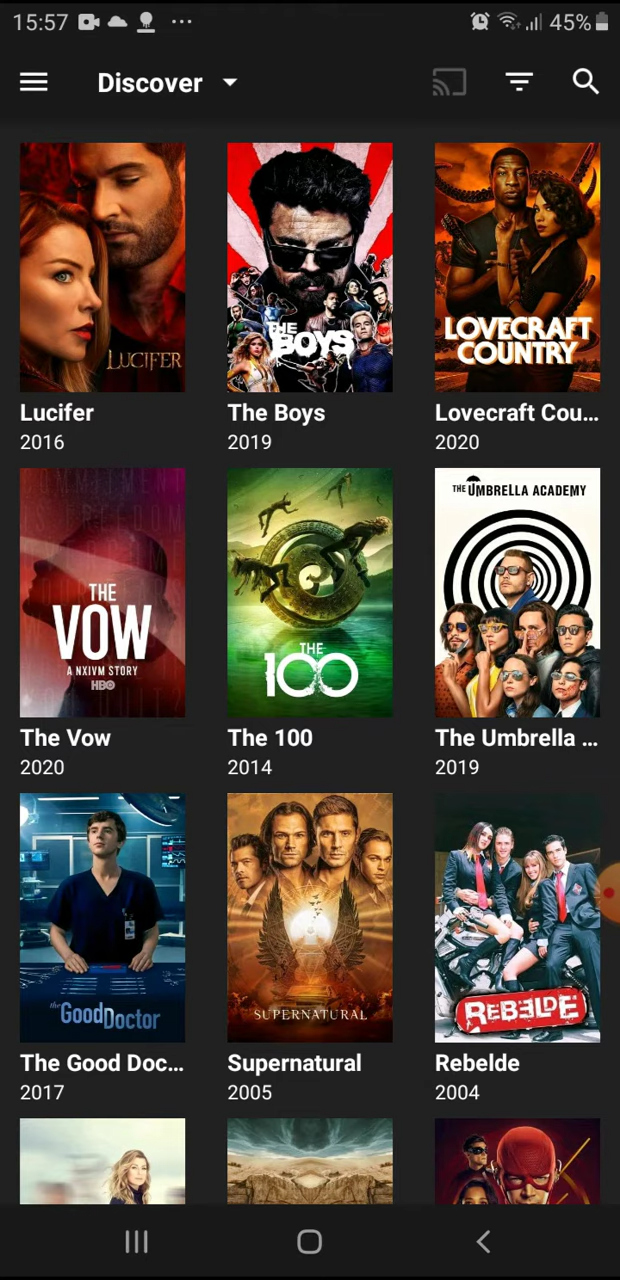 15:57
45%
Discover
LUCIFER
THE
BOYS
LOVECRAFT
COUNTRY
Lucifer
The Boys
Lovecraft Cou...
2016
2019
2020
THE
VOW
A NXIVM STORY
HBO
THE
100
THE UMBRELLA ACADEMY
The Vow
The 100
The Umbrella ...
2020
2014
2019
the GoodDoctor
SUPERNATURAL
REBELDE
The Good Doc...
Supernatural
Rebelde
2017
2005
2004